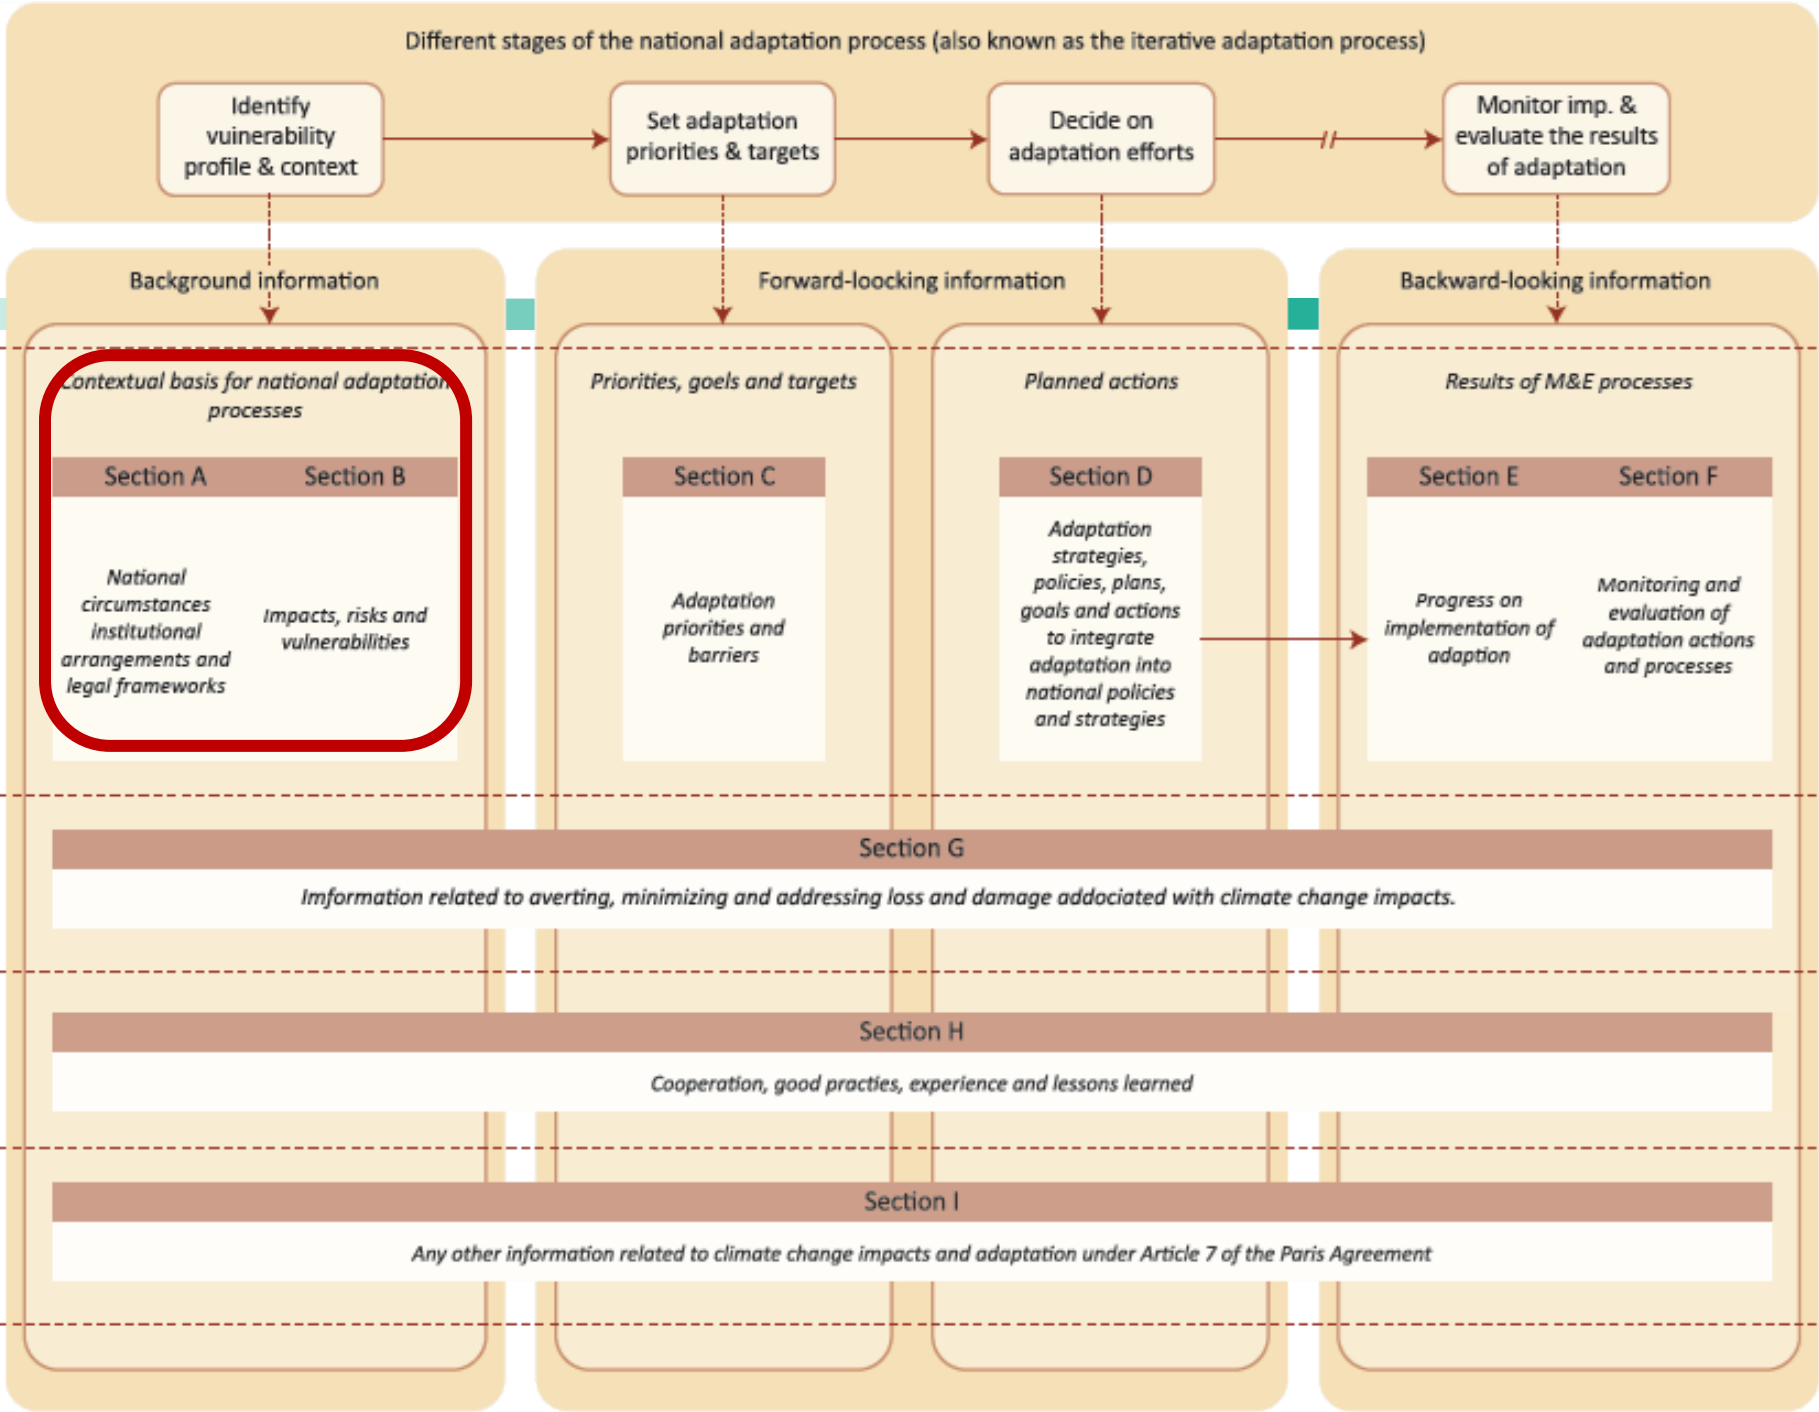 Different stages of the national adaptation process (also known as the iterative adaptation process)
Identify
vuinerability
profile & context
Set adaptation
priorities & targets
Decide on
adaptation efforts
Monitor imp. &
evaluate the results
of adaptation
Background information
Forward-loocking information
Backward-looking information
Contextual basis for national adaptation
processes
Priorities, goels and targets
Planned actions
Results of M&E processes
Section A
Section B
Section C
Section D
Section E
Section F
National
circumstances
institutional
arrangements and
legal frameworks
Impacts, risks and
vulnerabilities
Adaptation
priorities and
barriers
Adaptation
strategies,
policies, plans,
goals and actions
to integrate
adaptation into
national policies
and strategies
Progress on
implementation of
adaption
Monitoring and
evaluation of
adaptation actions
and processes
Section G
Imformation related to averting, minimizing and addressing loss and damage addociated with climate change impacts.
Section H
Cooperation, good practies, experience and lessons learned
Section I
Any other information related to climate change impacts and adaptation under Article 7 of the Paris Agreement